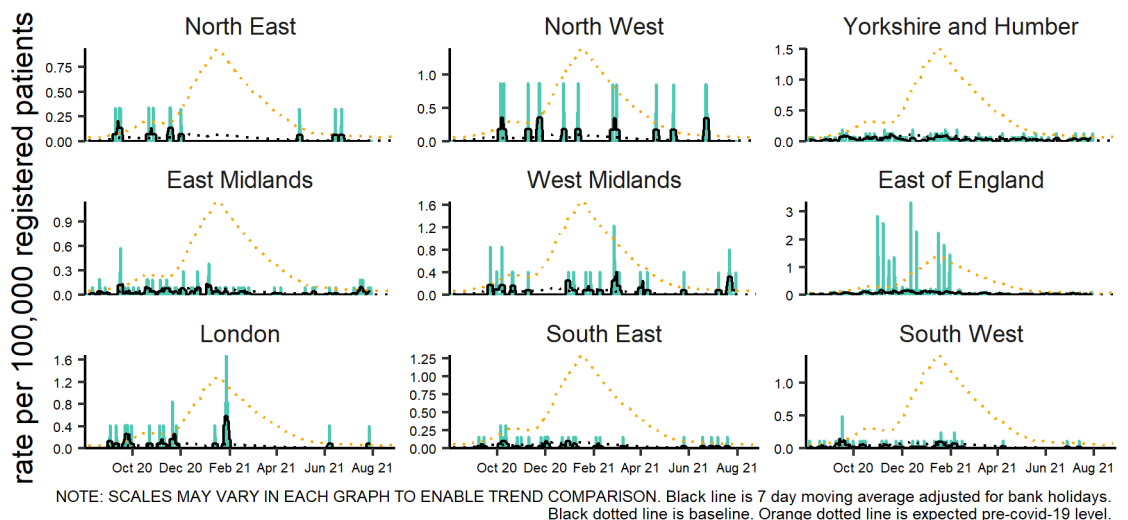 rate per 100,000 registered patients
North East
0.75
0.50
0.25
0.00
North West
1.0
0.5
0.0
Yorkshire and Humber
1.5
1.0
0.5
0.0
East Midlands
0.9
0.6
0.3
0.0
West Midlands
1.6
1.2
0.8
0.4
0.0
East of England
3
2
1
0
London
1.6
1.2
0.8
0.4
0.0
Oct 20 Dec 20 Feb 21 Apr 21 Jun 21 Aug 21
South East
1.25
1.00
0.75
0.50
0.25
0.00
Oct 20 Dec 20 Feb 21 Apr 21 Jun 21 Aug 21
South West
1.0
0.5
0.0
Oct 20 Dec 20 Feb 21 Apr 21 Jun 21 Aug 21
NOTE: SCALES MAY VARY IN EACH GRAPH TO ENABLE TREND COMPARISON. Black line is 7 day moving average adjusted for bank holidays.
Black dotted line is baseline. Orange dotted line is expected pre-covid-19 level.